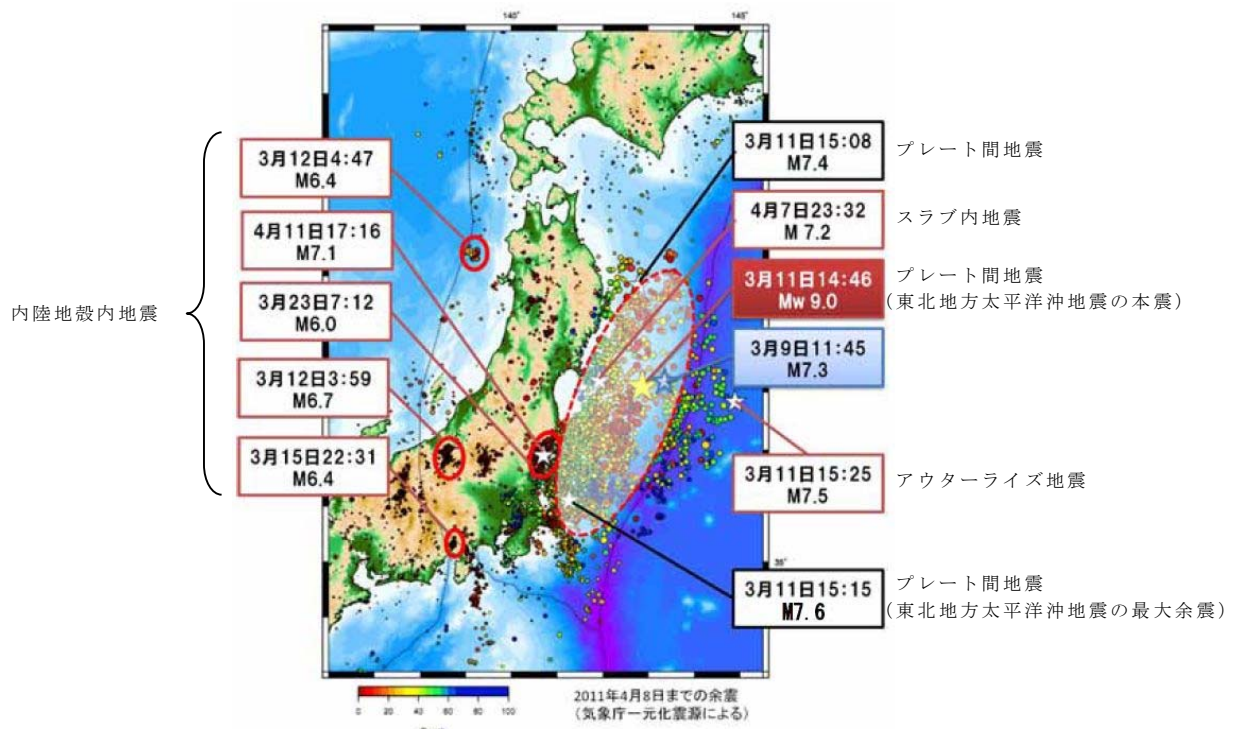 140°
145°
3月12日4:47
M6.4
4月11日17:16
M7.1
3月23日7:12
M6.0
3月12日3:59
M6.7
3月15日22:31
M6.4
内陸地殻内地震
3月11日15:08
M7.4
プレート間地震
4月7日23:32
M 7.2
スラブ内地震
3月11日14:46
Mw 9.0
プレート間地震
(東北地方太平洋沖地震の本震)
3月9日11:45
M7.3
3月11日15:25
M7.5
アウターライズ地震
35°
3月11日15:15
M7.6
プレート間地震
(東北地方太平洋沖地震の最大余震)
0 20 40 60 80 100
2011年4月8日までの余震
(気象庁一元化震源による)